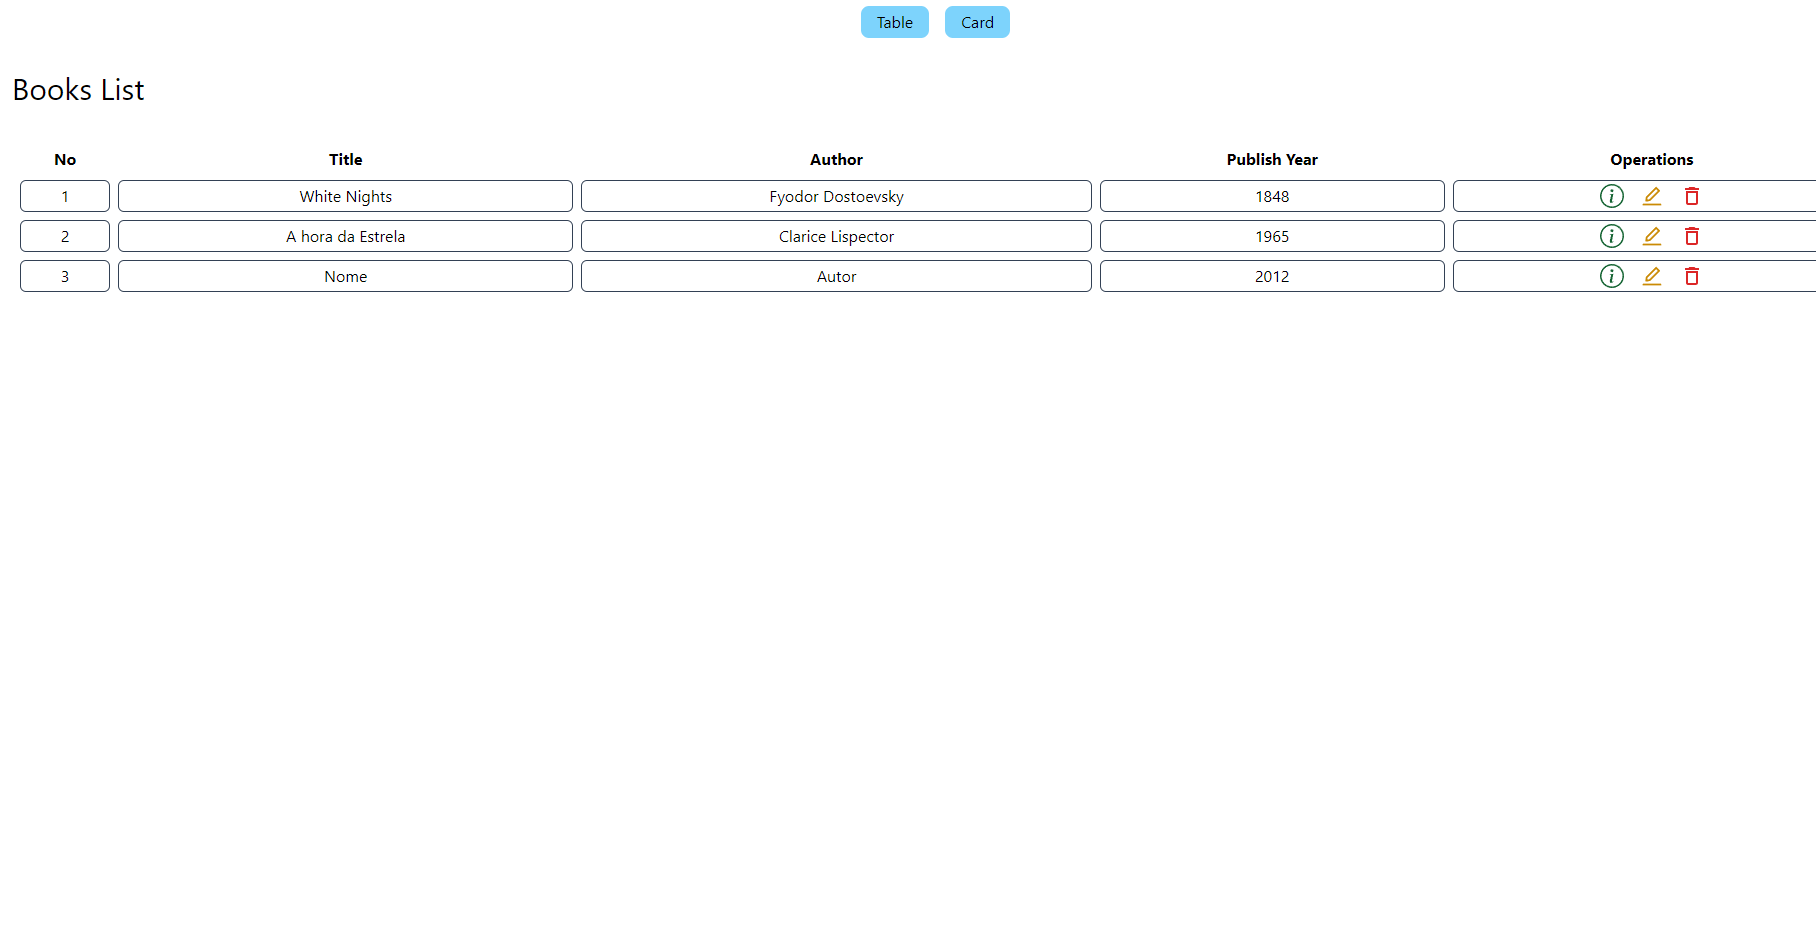 Table Card
Books List
No Title Author Publish Year Operations
1 White Nights Fyodor Dostoevsky 1848
2 A hora da Estrela Clarice Lispector 1965
3 Nome Autor 2012